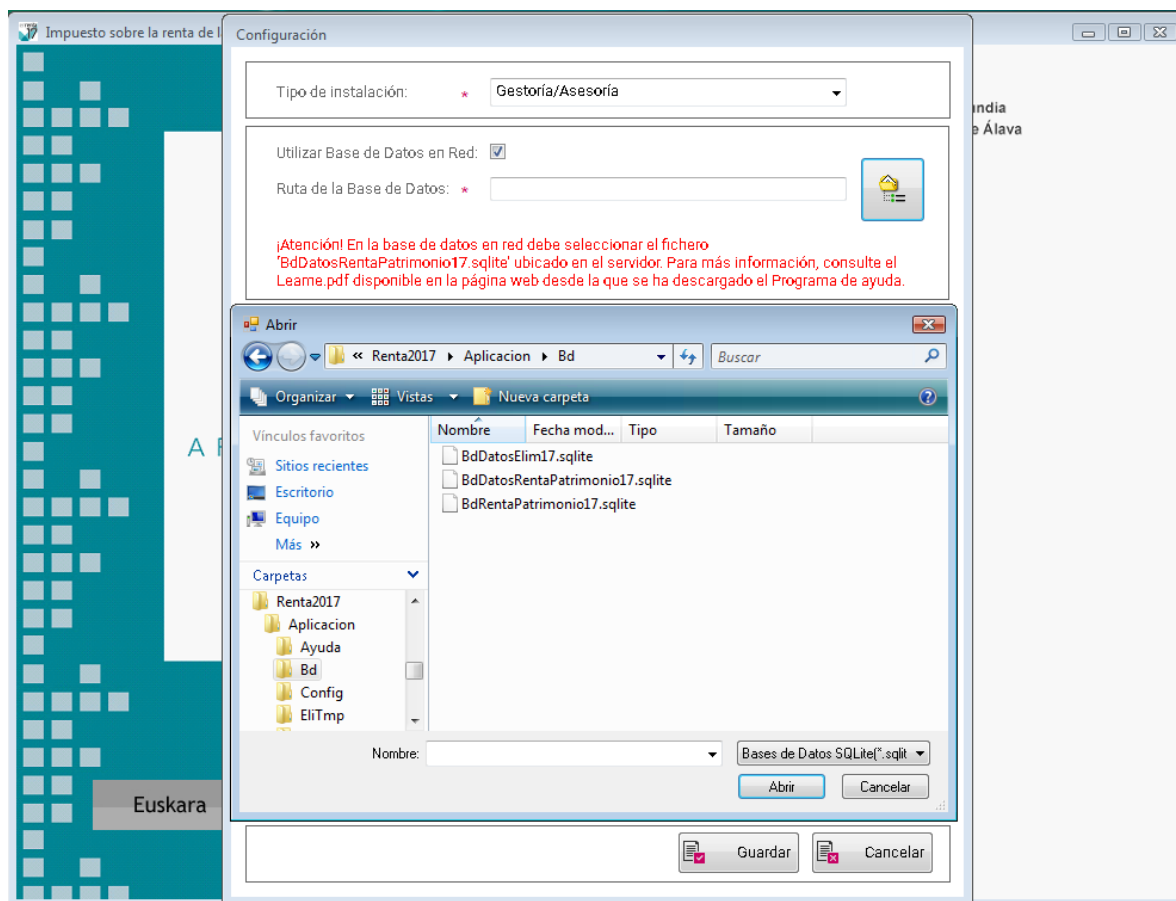 Impuesto sobre la renta de l
Configuración
Tipo de instalación: * Gestoría/Asesoría
undia
e Álava
Utilizar Base de Datos en Red:
Ruta de la Base de Datos: *
¡Atención! En la base de datos en red debe seleccionar el fichero
'BdDatosRentaPatrimonio17.sqlite' ubicado en el servidor. Para más información, consulte el
Leame.pdf disponible en la página web desde la que se ha descargado el Programa de ayuda.
Abrir
« Renta2017 Aplicacion Bd
Buscar
Organizar Vistas Nueva carpeta
Vínculos favoritos
Sitios recientes
Escritorio
Equipo
Más »
Nombre Fecha mod... Tipo Tamaño
BdDatosElim17.sqlite
BdDatosRentaPatrimonio17.sqlite
BdRentaPatrimonio17.sqlite
A
Carpetas
Renta2017
Aplicacion
Ayuda
Bd
Config
EliTmp
Nombre:
Bases de Datos SQLite(*.sqlit
Abrir Cancelar
Euskara
Guardar Cancelar